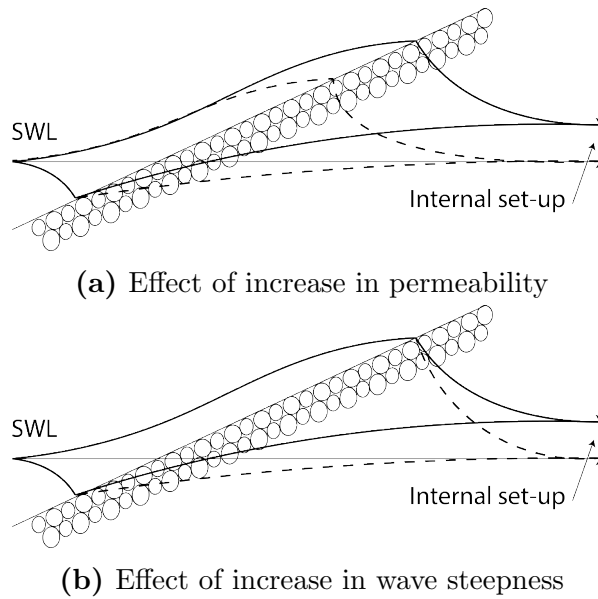 SWL
Internal set-up
(a) Effect of increase in permeability
SWL
Internal set-up
(b) Effect of increase in wave steepness